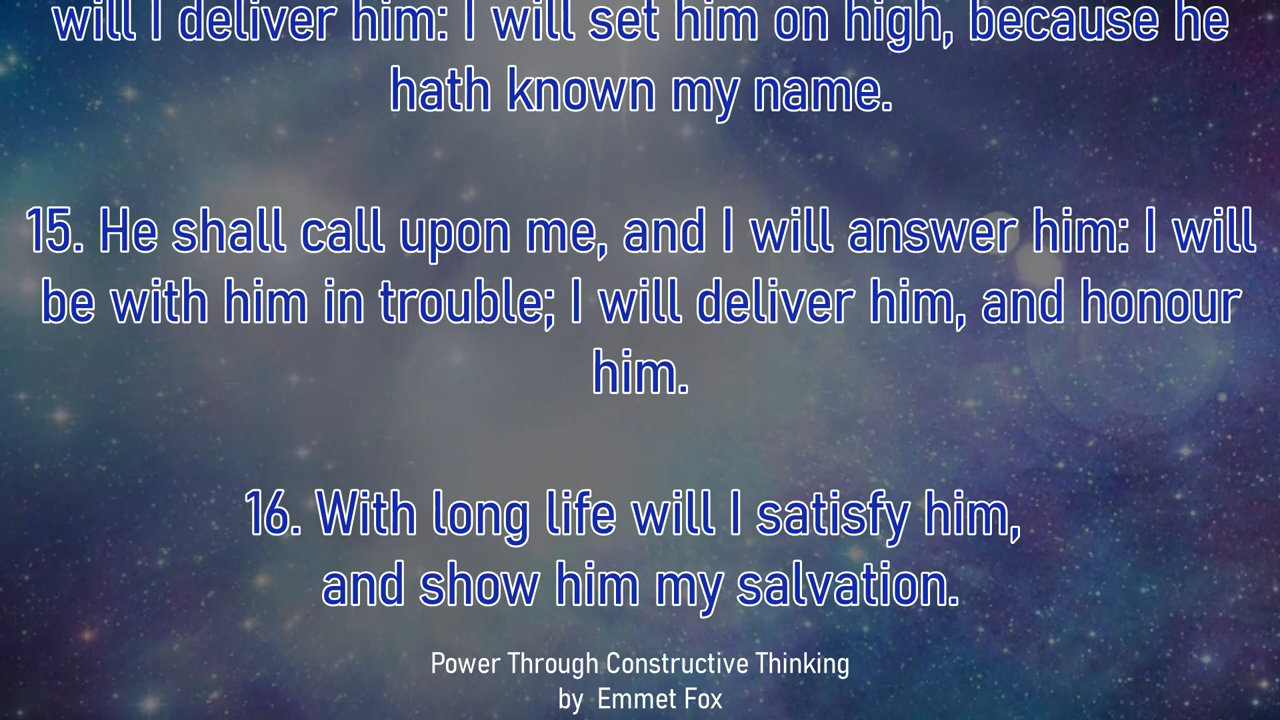 will I deliver him: I will set him on high, because he
hath known my name.
15. He shall call upon me, and I will answer him: I will
be with him in trouble; I will deliver him, and honour
him.
16. With long life will I satisfy him,
and show him my salvation.
Power Through Constructive Thinking
by Emmet Fox